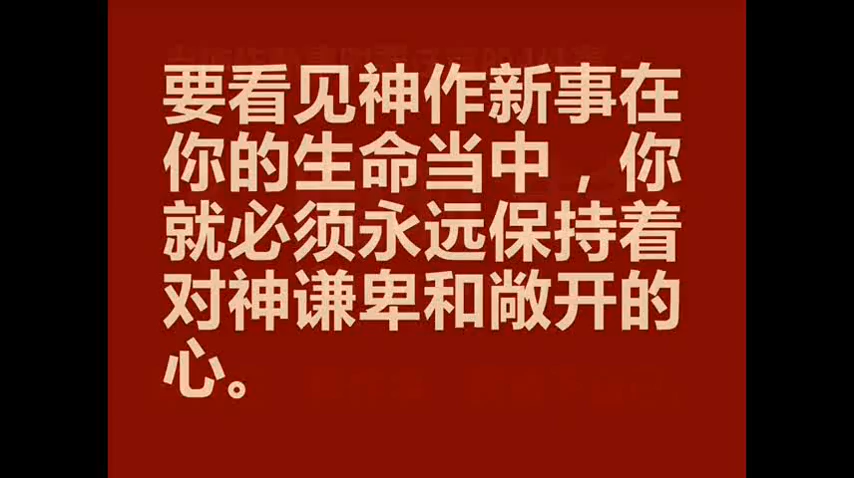 要看见神作新事在
你的生命当中，你
就必须永远保持着
对神谦卑和敞开的
心。